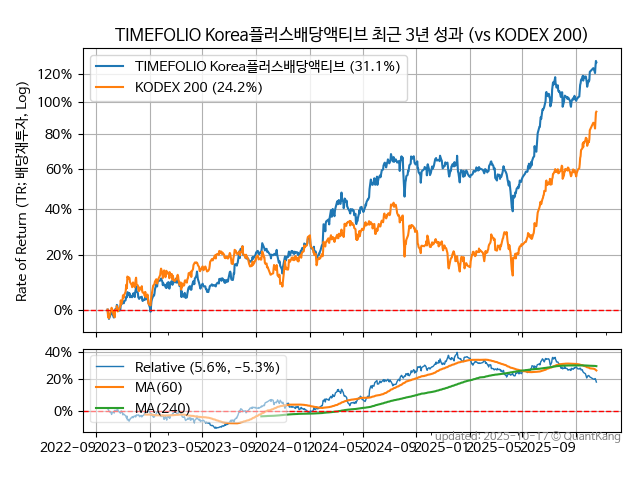 TIMEFOLIO Korea플러스배당액티브 최근 3년 성과 (vs KODEX 200)
Rate of Return (TR: 배당재투자, Log)
TIMEFOLIO Korea플러스배당액티브 (31.1%)
KODEX 200 (24.2%)
120%
100%
80%
60%
40%
20%
0%
Relative (5.6%, −5.3%)
MA(60)
MA(240)
40%
20%
0%
updated: 2025-10-17 © QuantKang
2022-09 2023-01 2023-05 2023-09 2024-01 2024-05 2024-09 2025-01 2025-05 2025-09